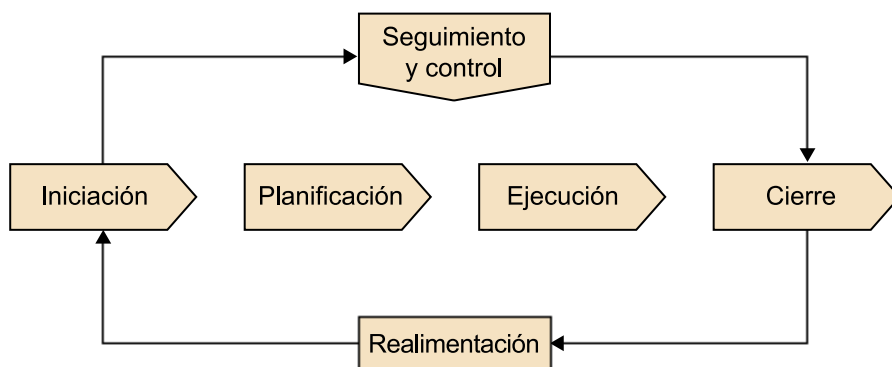 Seguimiento
y control
Iniciación
Planificación
Ejecución
Cierre
Realimentación